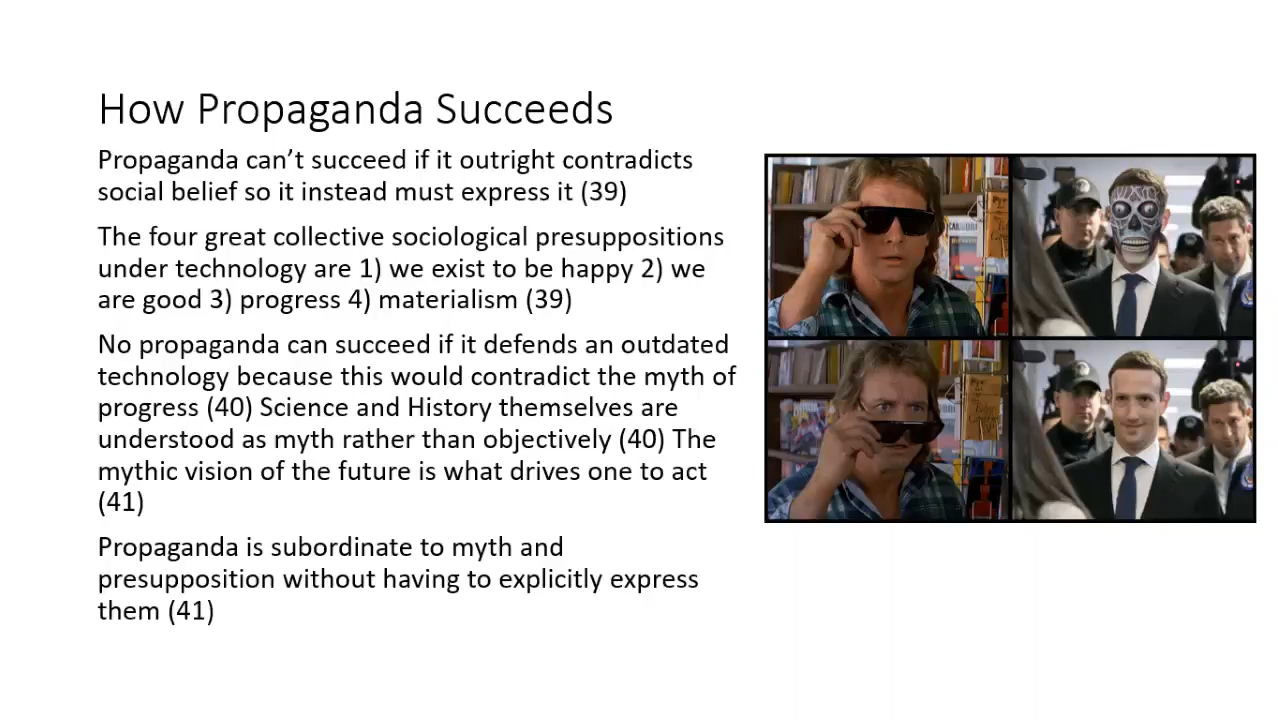 How Propaganda Succeeds
Propaganda can’t succeed if it outright contradicts
social belief so it instead must express it (39)
The four great collective sociological presuppositions
under technology are 1) we exist to be happy 2) we
are good 3) progress 4) materialism (39)
No propaganda can succeed if it defends an outdated
technology because this would contradict the myth of
progress (40) Science and History themselves are
understood as myth rather than objectively (40) The
mythic vision of the future is what drives one to act
(41)
Propaganda is subordinate to myth and
presupposition without having to explicitly express
them (41)